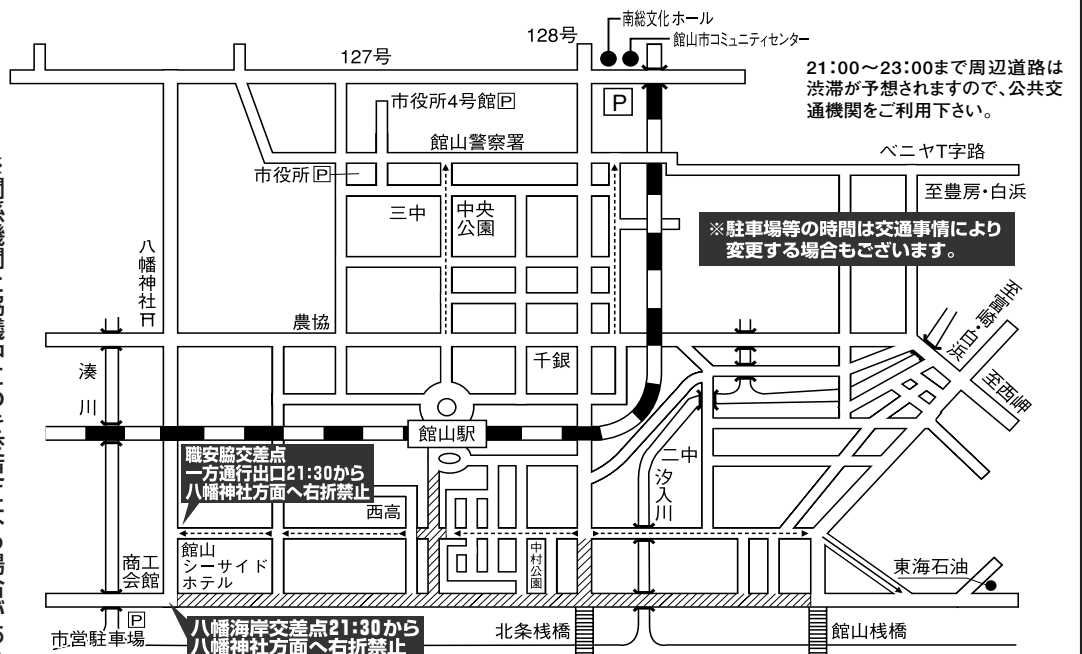 南総文化ホール
128号
館山市コミュニティセンター
127号
21:00～23:00まで周辺道路は
渋滞が予想されますので、公共交
通機関をご利用下さい。
市役所4号館P
P
館山警察署
ベニヤT字路
市役所P
至豊房・白浜
三中
中央
公園
※駐車場等の時間は交通事情により
変更する場合もございます。
八幡神社
至富崎・白浜
農協
千銀
湊川
至西岬
館山駅
職安脇交差点
一方通行出口21:30から
八幡神社方面へ右折禁止
二中
汐入川
西高
商工
会館
館山
シーサイド
ホテル
中村公園
東海石油
P
市営駐車場
八幡海岸交差点21:30から
八幡神社方面へ右折禁止
北条桟橋
館山桟橋